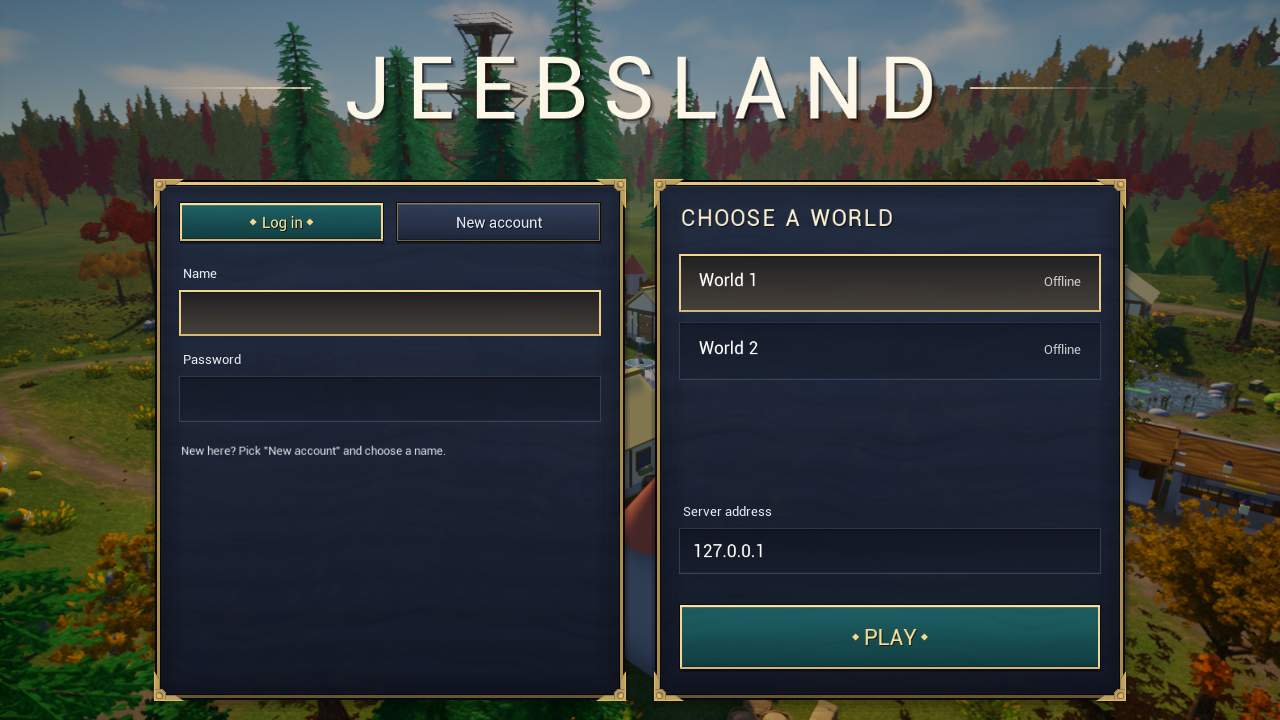 JEEBSLAND
Log in
New account
Name
Password
New here? Pick "New account" and choose a name.
CHOOSE A WORLD
World 1
Offline
World 2
Offline
Server address
127.0.0.1
PLAY